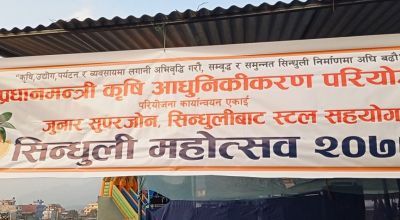 “कृषि, उद्योग, पर्यटन र व्यवसायमा लगानी अभिवृद्धि गरौं, सम्वृद्ध र समुन्नत सिन्धुली निर्माणमा अघि बढौं
प्रधानमन्त्री कृषि आधुनिकीकरण परियो
परियोजना कार्यान्वयन एकाई
जुनार सुपरजोन, सिन्धुलीबाट स्टल सहयोग
सिन्धुली महोत्सव २०७